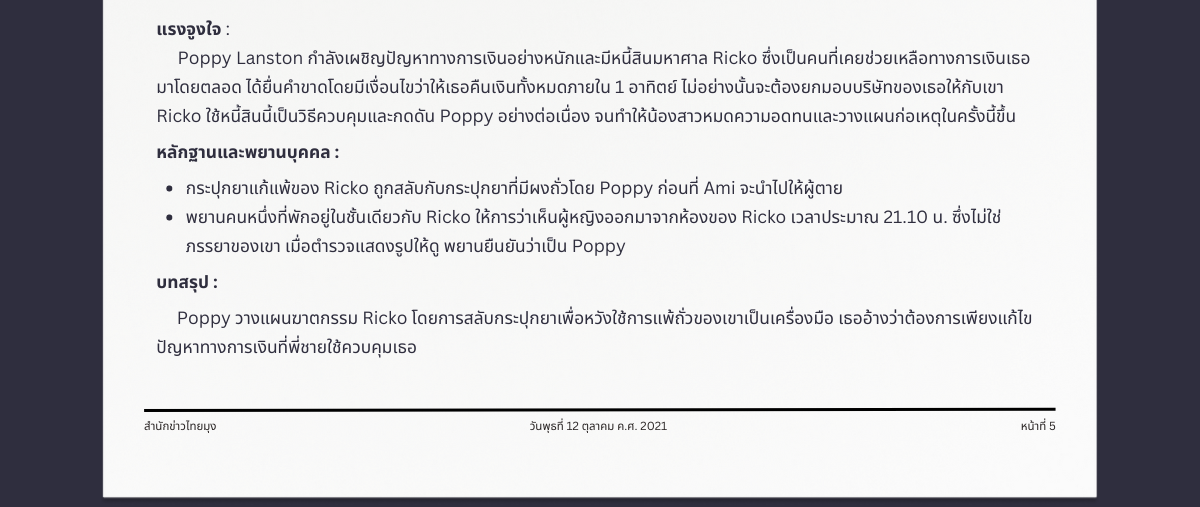 แรงจูงใจ :
Poppy Lanston กำลังเผชิญปัญหาทางการเงินอย่างหนักและมีหนี้สินมหาศาล Ricko ซึ่งเป็นคนที่เคยช่วยเหลือทางการเงินเธอ
มาโดยตลอด ได้ยื่นคำขาดโดยมีเงื่อนไขว่าให้เธอคืนเงินทั้งหมดภายใน 1 อาทิตย์ ไม่อย่างนั้นจะต้องยกมอบบริษัทของเธอให้กับเขา
Ricko ใช้หนี้สินนี้เป็นวิธีควบคุมและกดดัน Poppy อย่างต่อเนื่อง จนทำให้น้องสาวหมดความอดทนและวางแผนก่อเหตุในครั้งนี้ขึ้น
หลักฐานและพยานบุคคล :
• กระปุกยาแก้แพ้ของ Ricko ถูกสลับกับกระปุกยาที่มีผงถั่วโดย Poppy ก่อนที่ Ami จะนำไปให้ผู้ตาย
• พยานคนหนึ่งที่พักอยู่ในชั้นเดียวกับ Ricko ให้การว่าเห็นผู้หญิงออกมาจากห้องของ Ricko เวลาประมาณ 21.10 น. ซึ่งไม่ใช่
ภรรยาของเขา เมื่อตำรวจแสดงรูปให้ดู พยานยืนยันว่าเป็น Poppy
บทสรุป :
Poppy วางแผนฆาตกรรม Ricko โดยการสลับกระปุกยาเพื่อหวังใช้การแพ้ถั่วของเขาเป็นเครื่องมือ เธออ้างว่าต้องการเพียงแก้ไข
ปัญหาทางการเงินที่พี่ชายใช้ควบคุมเธอ
สำนักข่าวไทยมุง วันพุธที่ 12 ตุลาคม ค.ศ. 2021 หน้าที่ 5